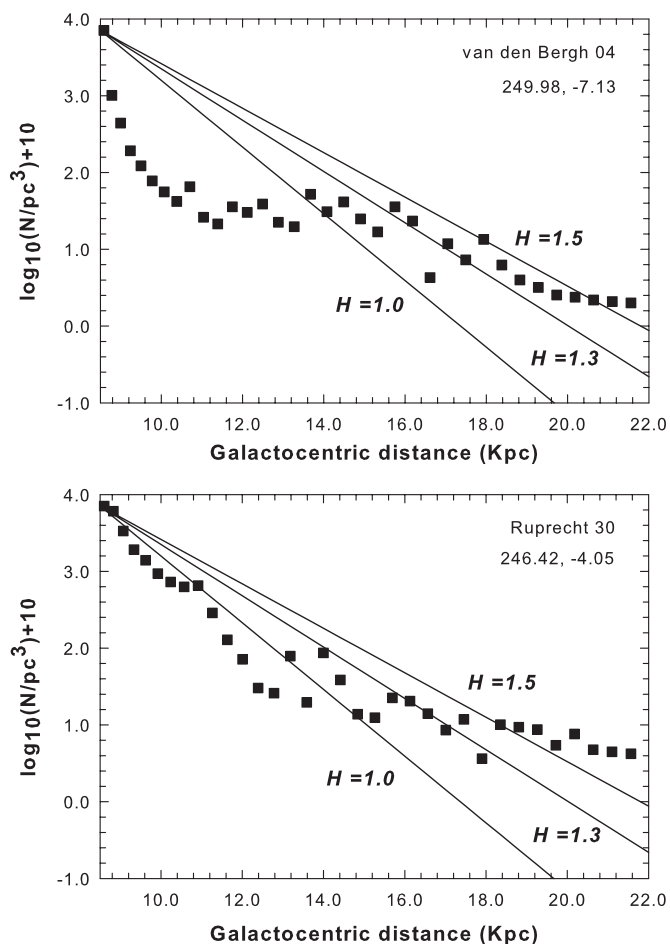 4.0
van den Bergh 04
249.98, -7.13
3.0
2.0
1.0
0.0
-1.0
log10(N/pc3)+10
H =1.5
H =1.0
H =1.3
10.0 12.0 14.0 16.0 18.0 20.0 22.0
Galactocentric distance (Kpc)
4.0
Ruprecht 30
246.42, -4.05
3.0
2.0
1.0
0.0
-1.0
log10(N/pc3)+10
H =1.5
H =1.0
H =1.3
10.0 12.0 14.0 16.0 18.0 20.0 22.0
Galactocentric distance (Kpc)